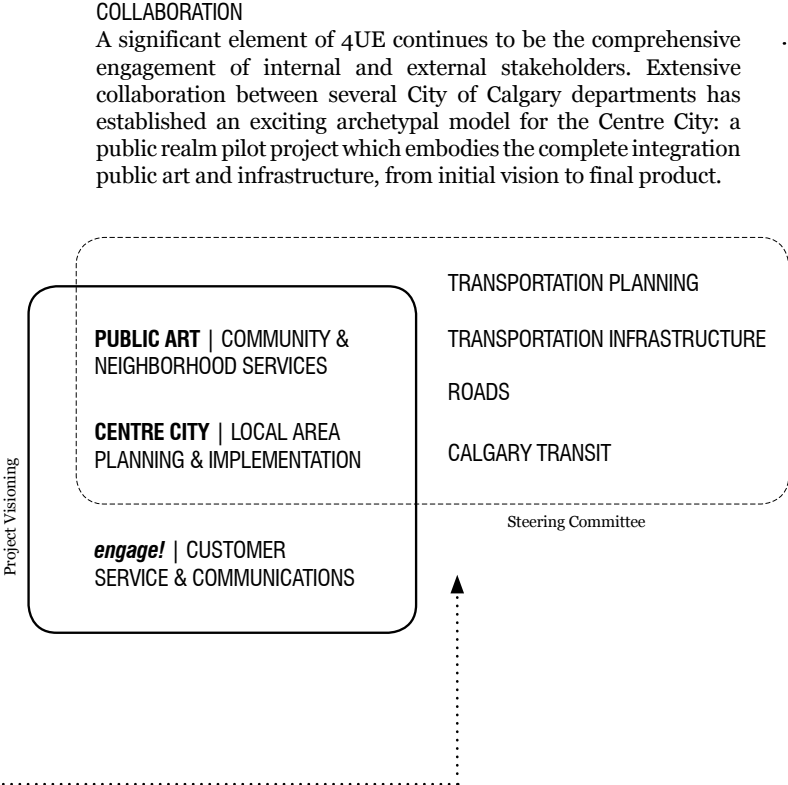 COLLABORATION
A significant element of 4UE continues to be the comprehensive
engagement of internal and external stakeholders. Extensive
collaboration between several City of Calgary departments has
established an exciting archetypal model for the Centre City: a
public realm pilot project which embodies the complete integration
public art and infrastructure, from initial vision to final product.
TRANSPORTATION PLANNING
PUBLIC ART | COMMUNITY &
NEIGHBORHOOD SERVICES
TRANSPORTATION INFRASTRUCTURE
ROADS
CENTRE CITY | LOCAL AREA
PLANNING & IMPLEMENTATION
CALGARY TRANSIT
Project Visioning
Steering Committee
engage! | CUSTOMER
SERVICE & COMMUNICATIONS